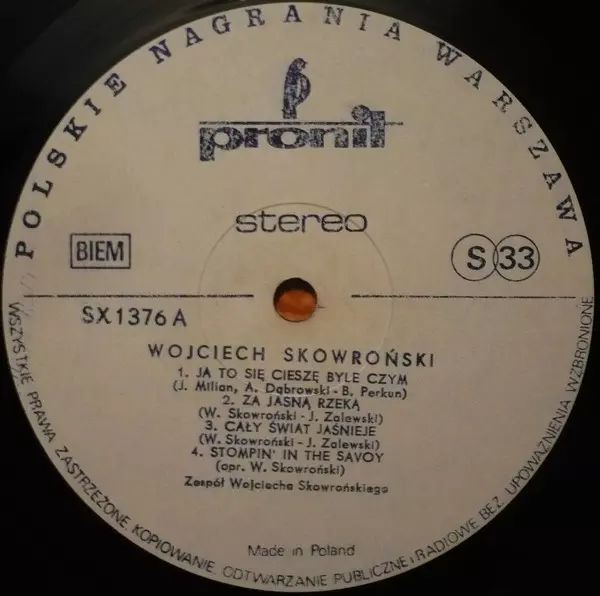 POLSKIE NAGRANIA WARSZAWA
pronit
stereo
BIEM
S 33
SX1376A
WOJCIECH SKOWROŃSKI
1. JA TO SIĘ CIESZĘ BYLE CZYM
(J. Milian, A. Dąbrowski - B. Perkun)
2. ZA JASNĄ RZEKĄ
(W. Skowroński - J. Zalewski)
3. CAŁY ŚWIAT JAŚNIEJE
(W. Skowroński - J. Zalewski)
4. STOMPIN' IN THE SAVOY
(opr. W. Skowroński)
Zespół Wojciecha Skowrońskiego
Made in Poland
WSZYSTKIE PRAWA ZASTRZEŻONE. KOPIOWANIE, ODTWARZANIE PUBLICZNE i RADIOWE BEZ UPOWAŻNIENIA WZBRONIONE